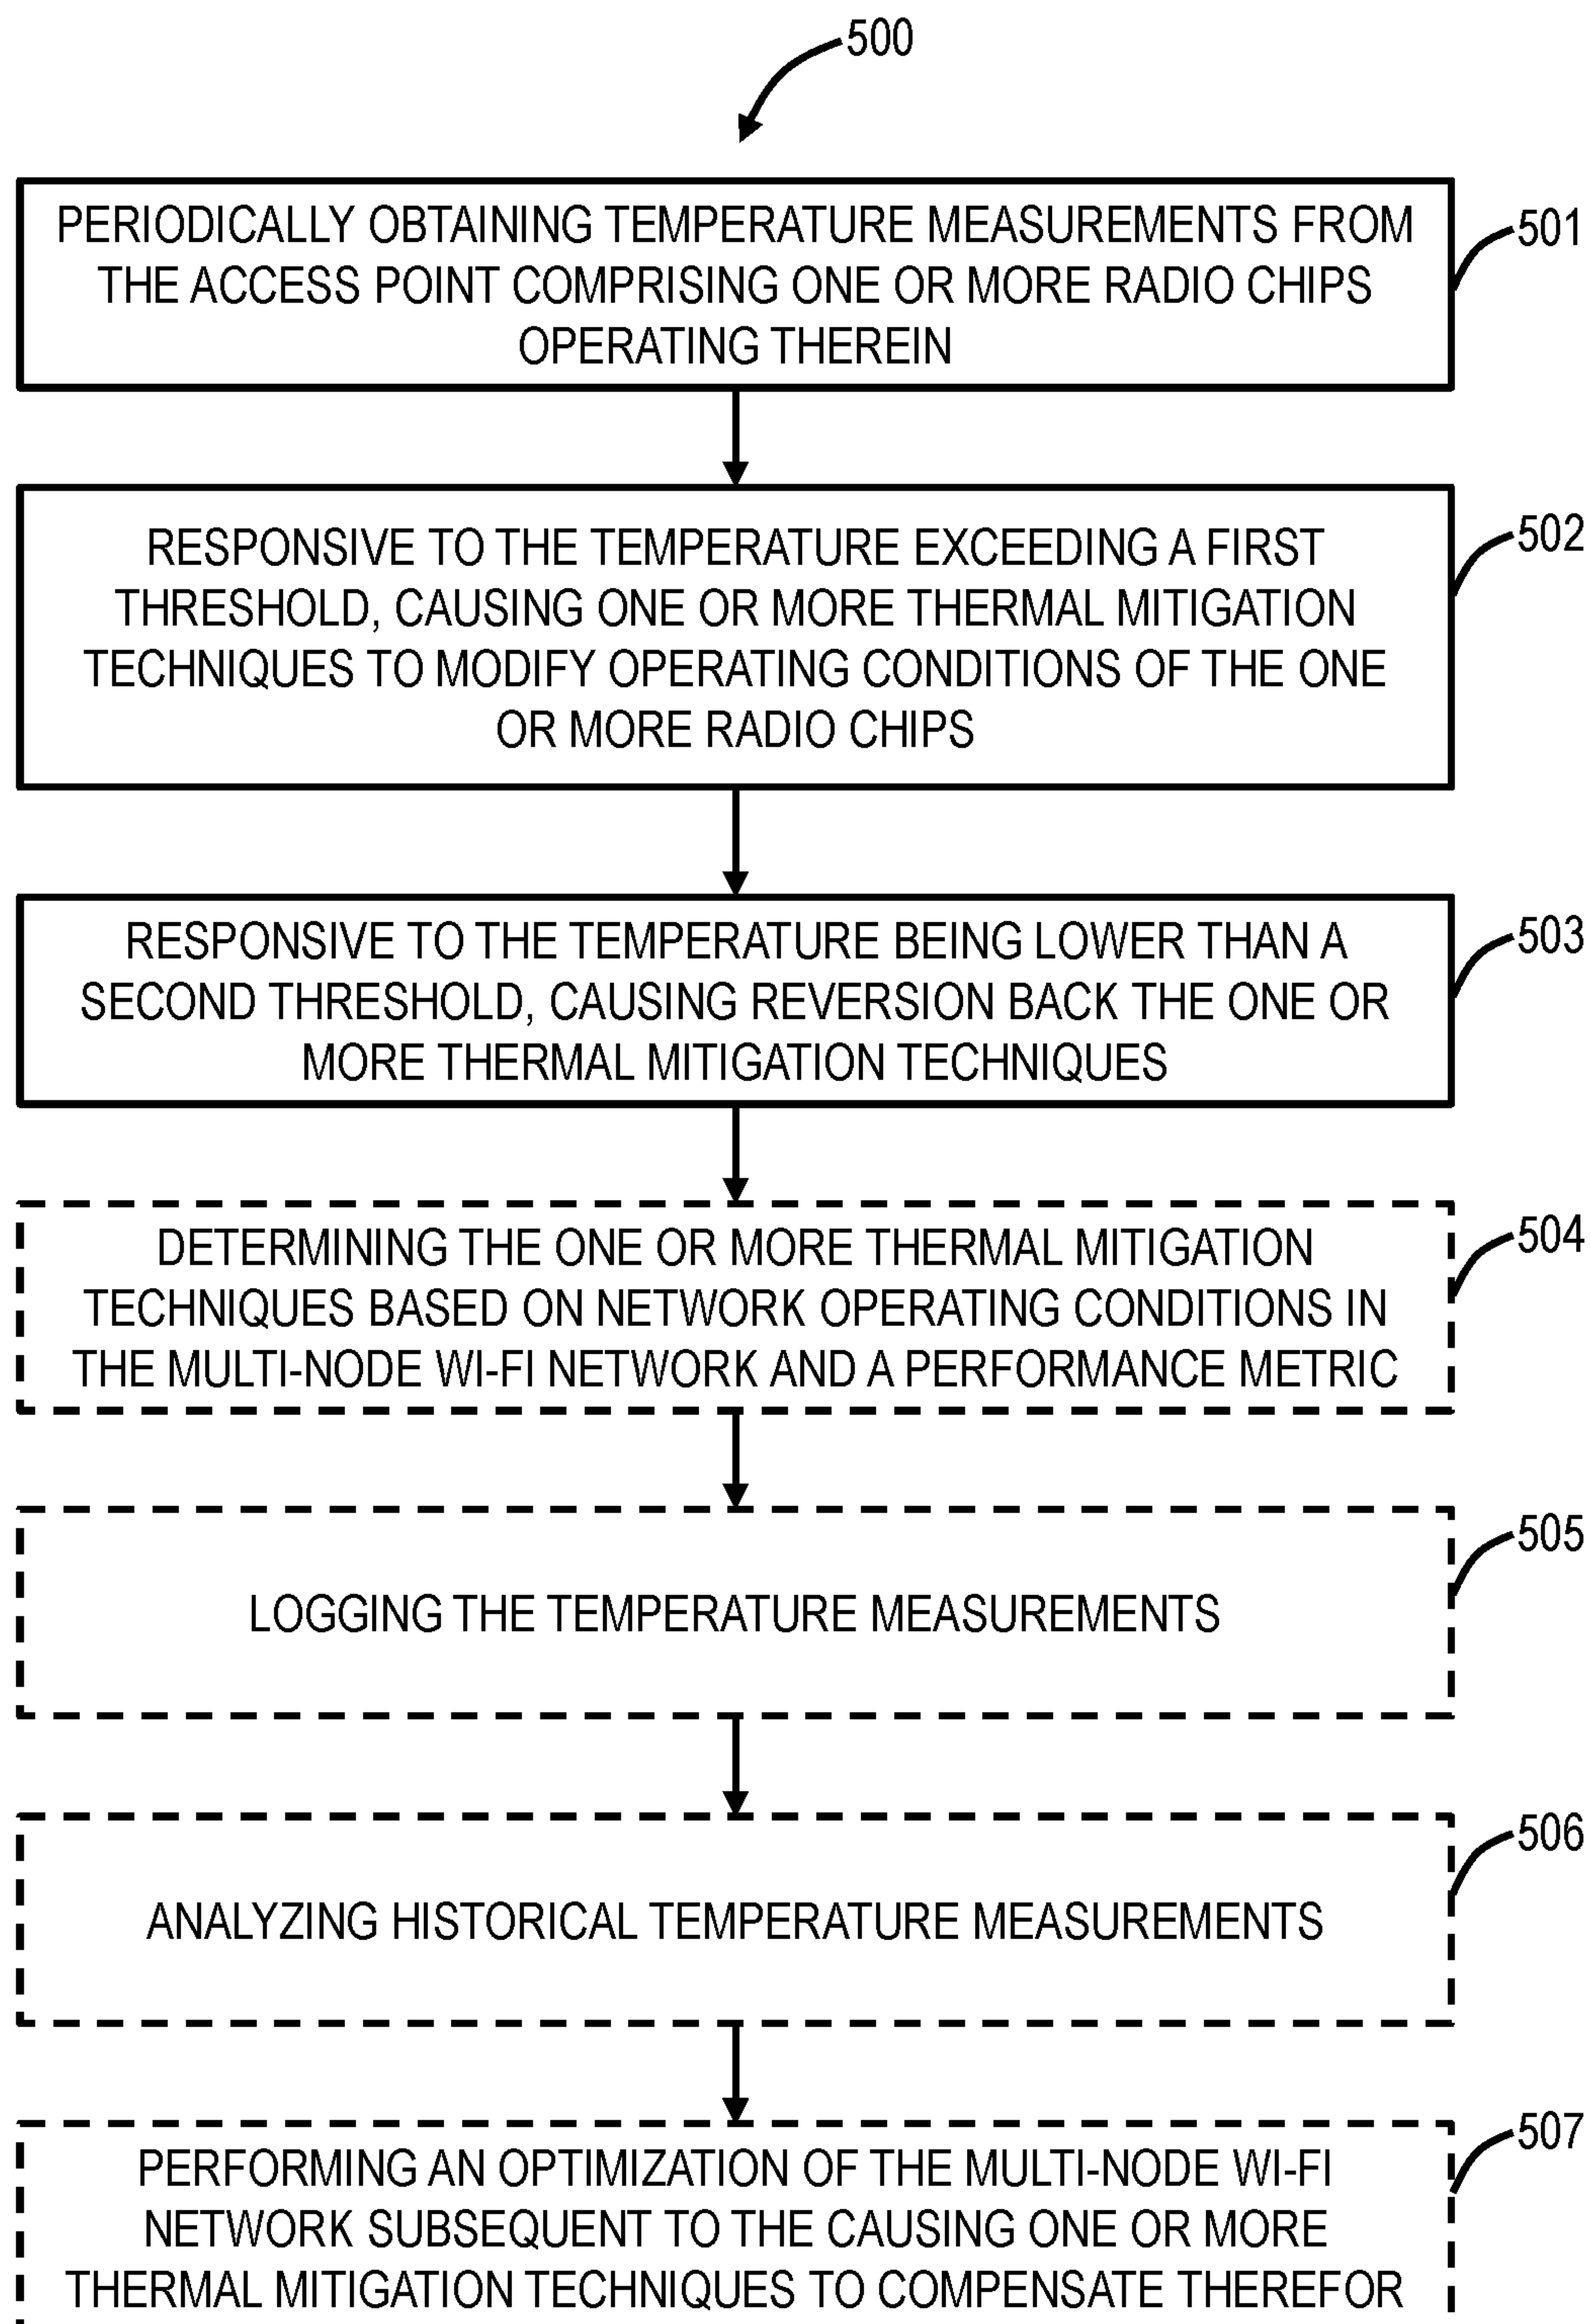 500
PERIODICALLY OBTAINING TEMPERATURE MEASUREMENTS FROM
THE ACCESS POINT COMPRISING ONE OR MORE RADIO CHIPS
OPERATING THEREIN
501
RESPONSIVE TO THE TEMPERATURE EXCEEDING A FIRST
THRESHOLD, CAUSING ONE OR MORE THERMAL MITIGATION
TECHNIQUES TO MODIFY OPERATING CONDITIONS OF THE ONE
OR MORE RADIO CHIPS
502
RESPONSIVE TO THE TEMPERATURE BEING LOWER THAN A
SECOND THRESHOLD, CAUSING REVERSION BACK THE ONE OR
MORE THERMAL MITIGATION TECHNIQUES
503
DETERMINING THE ONE OR MORE THERMAL MITIGATION
TECHNIQUES BASED ON NETWORK OPERATING CONDITIONS IN
THE MULTI-NODE WI-FI NETWORK AND A PERFORMANCE METRIC
504
LOGGING THE TEMPERATURE MEASUREMENTS
505
ANALYZING HISTORICAL TEMPERATURE MEASUREMENTS
506
PERFORMING AN OPTIMIZATION OF THE MULTI-NODE WI-FI
NETWORK SUBSEQUENT TO THE CAUSING ONE OR MORE
THERMAL MITIGATION TECHNIQUES TO COMPENSATE THEREFOR
507